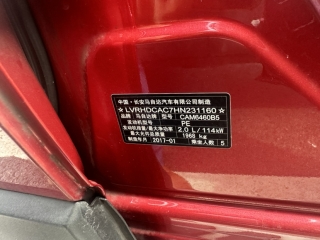 中国·长安马自达汽车有限公司制造
☆LVRHDCAC7HN231160☆
品牌 马自达牌 型号 CAM6460B5
发动机型号 PE
发动机排量/最大净功率 2.0 L/114kW
最大允许总质量 1968 kg
制造年月 2017-01 乘坐人数 5